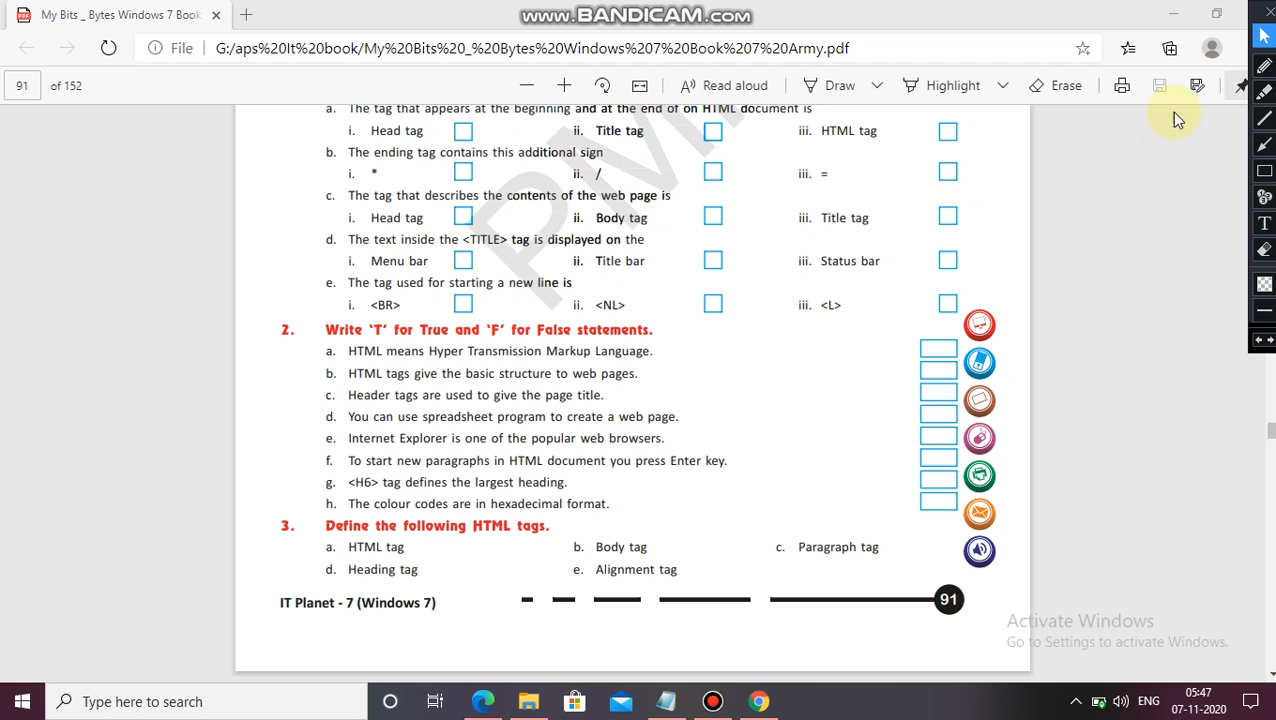 My Bits _ Bytes Windows 7 Book
www.BANDICAM.com
File G:/aps%20It%20book/My%20Bits%20_%20Bytes%20Windows%207%20Book%207%20Army.pdf
91 of 152 Read aloud Draw Highlight Erase
a. The tag that appears at the beginning and at the end of on HTML document is
i. Head tag ii. Title tag iii. HTML tag
b. The ending tag contains this additional sign
i. * ii. / iii. =
c. The tag that describes the contents of the web page is
i. Head tag ii. Body tag iii. Title tag
d. The text inside the <TITLE> tag is displayed on the
i. Menu bar ii. Title bar iii. Status bar
e. The tag used for starting a new line is
i. <BR> ii. <NL> iii. <L>
2. Write ‘T’ for True and ‘F’ for False statements.
a. HTML means Hyper Transmission Markup Language.
b. HTML tags give the basic structure to web pages.
c. Header tags are used to give the page title.
d. You can use spreadsheet program to create a web page.
e. Internet Explorer is one of the popular web browsers.
f. To start new paragraphs in HTML document you press Enter key.
g. <H6> tag defines the largest heading.
h. The colour codes are in hexadecimal format.
3. Define the following HTML tags.
a. HTML tag b. Body tag c. Paragraph tag
d. Heading tag e. Alignment tag
IT Planet - 7 (Windows 7) 91
Activate Windows
Go to Settings to activate Windows.
Type here to search ENG 05:47
07-11-2020